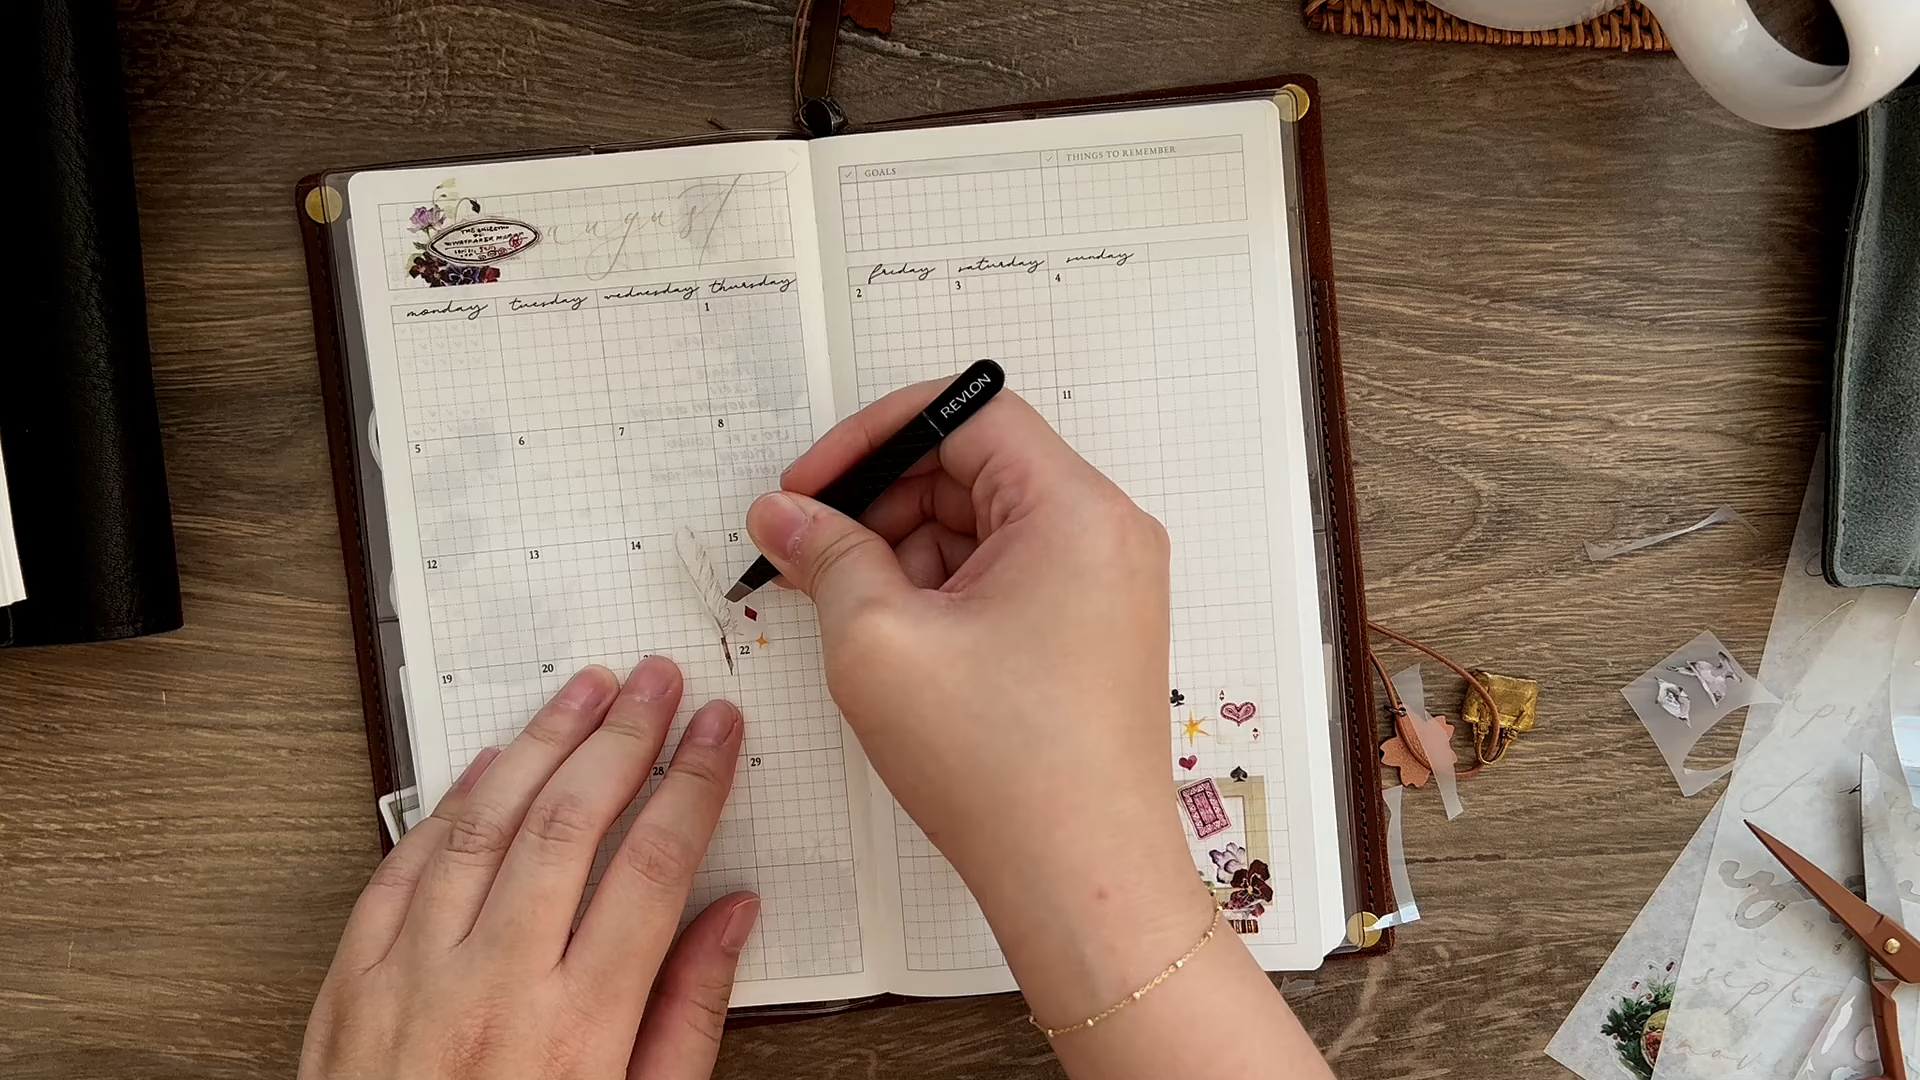 august
GOALS
THINGS TO REMEMBER
monday tuesday wednesday thursday
friday saturday sunday
1
2 3 4
5 6 7 8
11
12 13 14 15
19 20 22
28 29
REVLON
A
A
sept